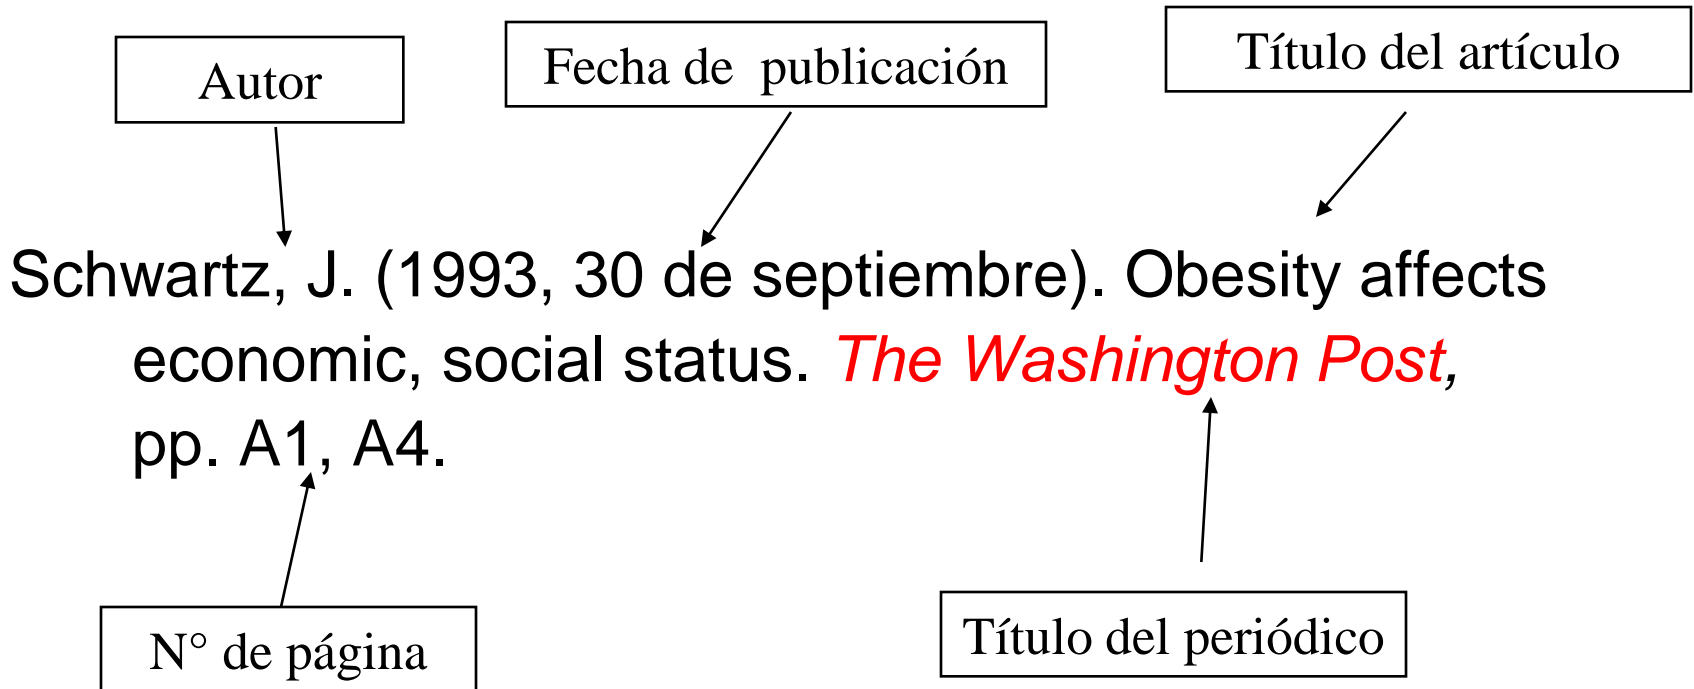 Autor
Fecha de publicación
Título del artículo
Schwartz, J. (1993, 30 de septiembre). Obesity affects
economic, social status. The Washington Post,
pp. A1, A4.
N° de página
Título del periódico